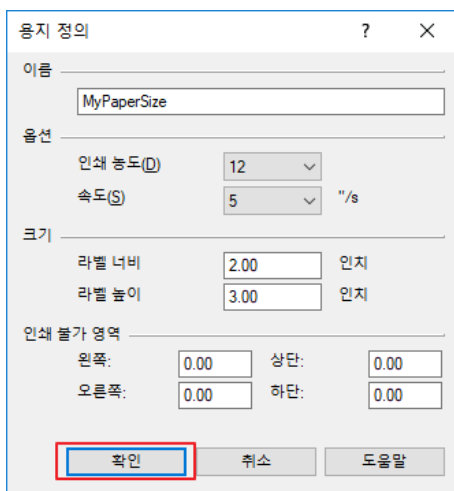 용지 정의 ?
이름
MyPaperSize
옵션
인쇄 농도(D) 12
속도(S) 5 "/s
크기
라벨 너비 2.00 인치
라벨 높이 3.00 인치
인쇄 불가 영역
왼쪽: 0.00 상단: 0.00
오른쪽: 0.00 하단: 0.00
확인 취소 도움말